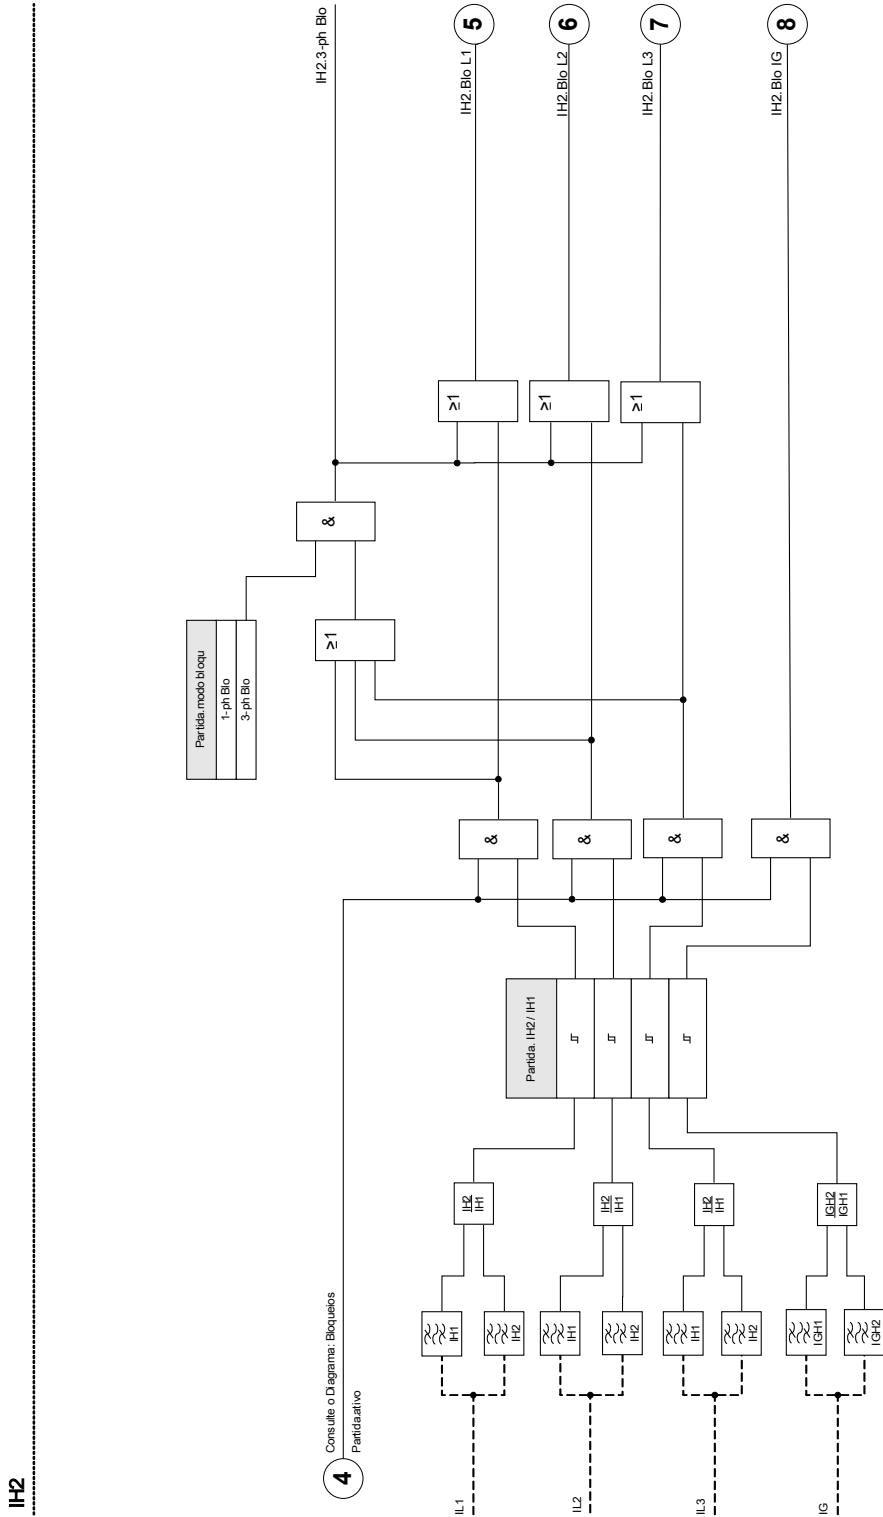 IH2
4
Consulte o Diagrama: Bloqueios
Partida.ativo
IL1
IH1
IH2
IH2
IH1
IL2
IH1
IH2
IH2
IH1
IL3
IH1
IH2
IH2
IH1
IG
IGH1
IGH2
IGH2
IGH1
Partida. IH2 / IH1
&
&
&
&
Partida.modo bloqu
1-ph Blo
3-ph Blo
≥1
&
≥1
≥1
≥1
IH2.3-ph Blo
IH2.Blo L1
5
IH2.Blo L2
6
IH2.Blo L3
7
IH2.Blo IG
8